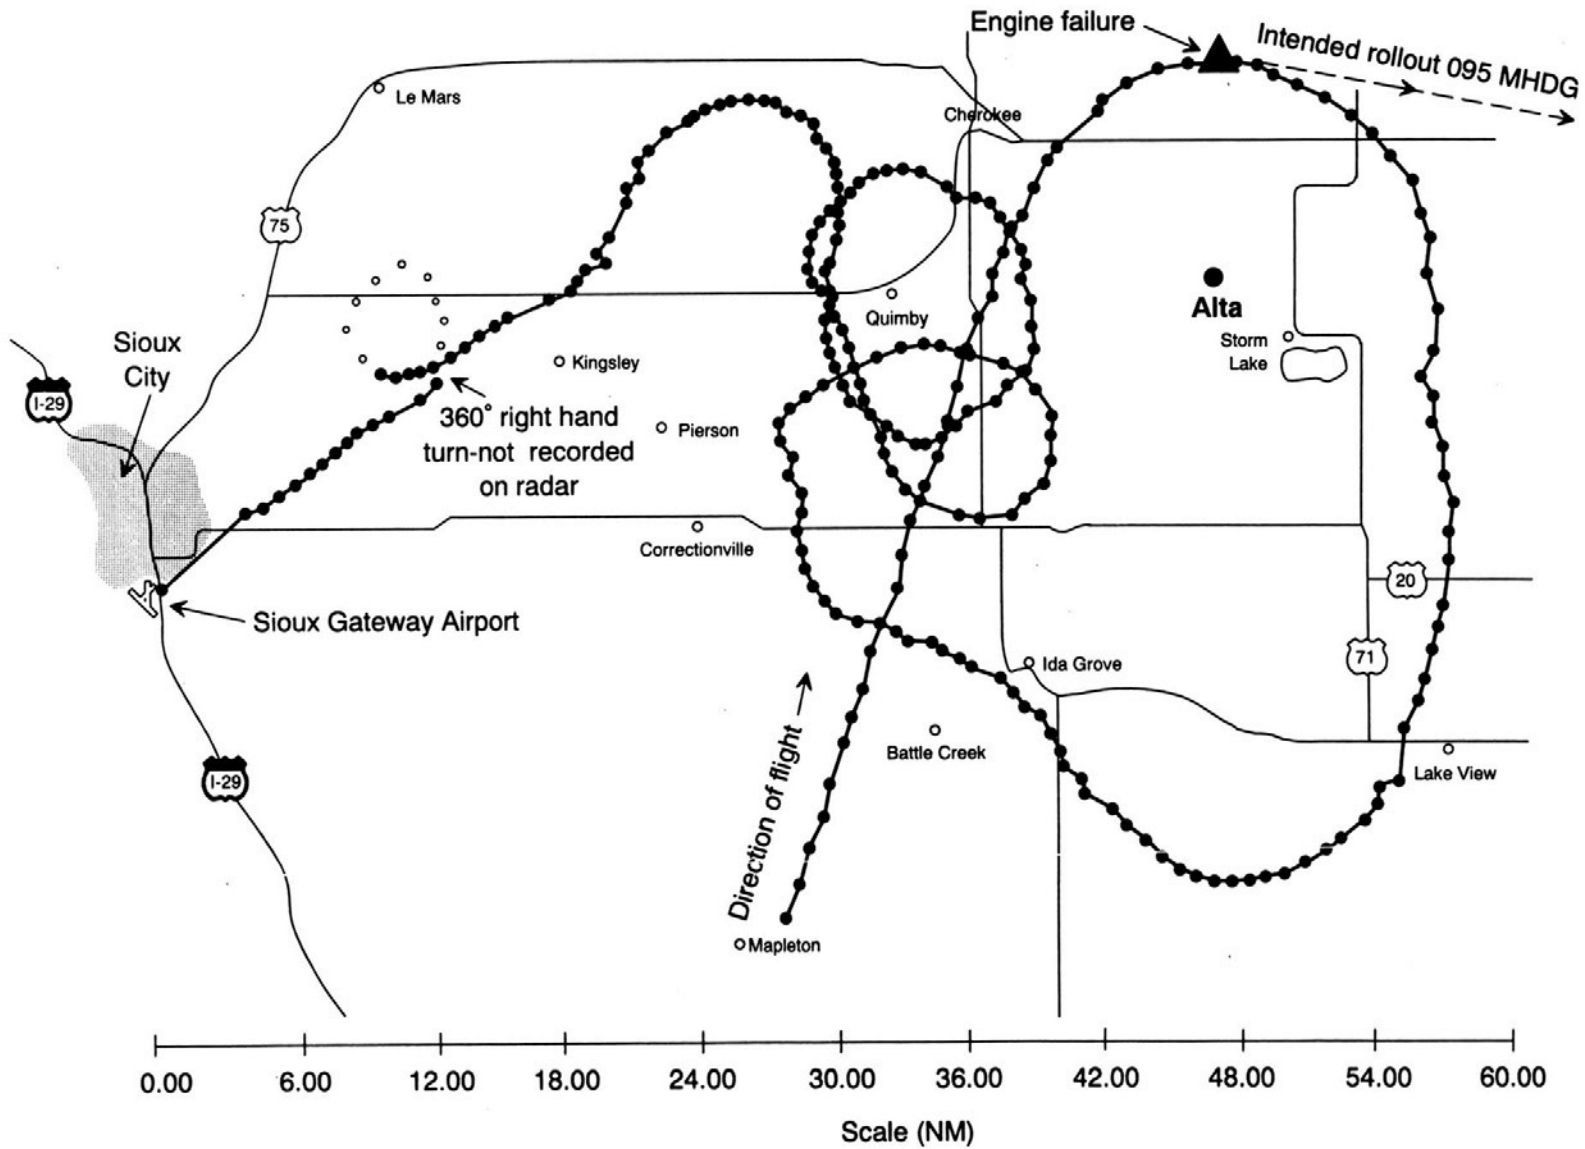 Engine failure
Intended rollout 095 MHDG
Le Mars
Cherokee
75
Alta
Quimby
Storm
Lake
Sioux
City
Kingsley
I-29
360° right hand
turn-not recorded
on radar
Pierson
Correctionville
20
Sioux Gateway Airport
71
Ida Grove
Direction of flight
Battle Creek
I-29
Lake View
Mapleton
0.00
6.00
12.00
18.00
24.00
30.00
36.00
42.00
48.00
54.00
60.00
Scale (NM)